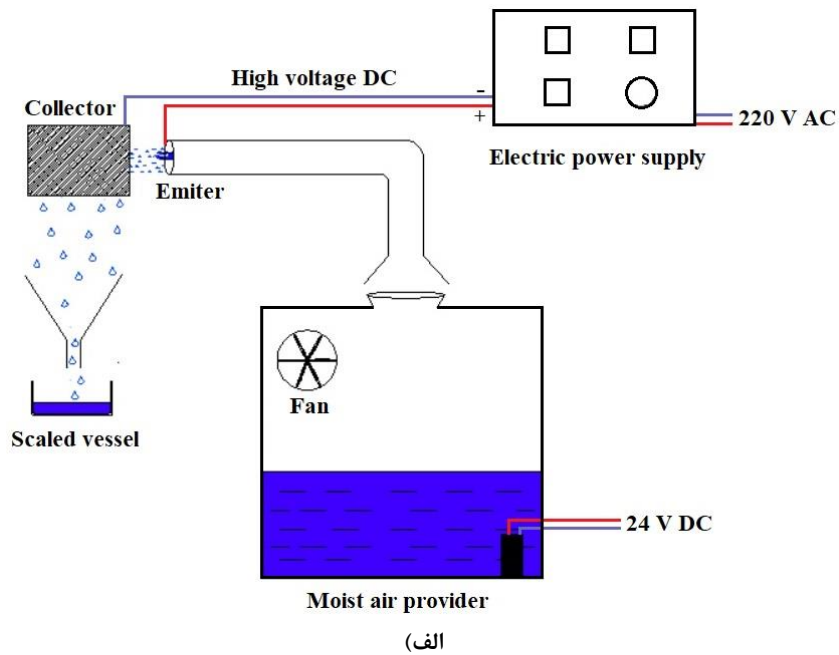 High voltage DC
Collector
-
+
220 V AC
Electric power supply
Emiter
Fan
Scaled vessel
24 V DC
Moist air provider
الف)